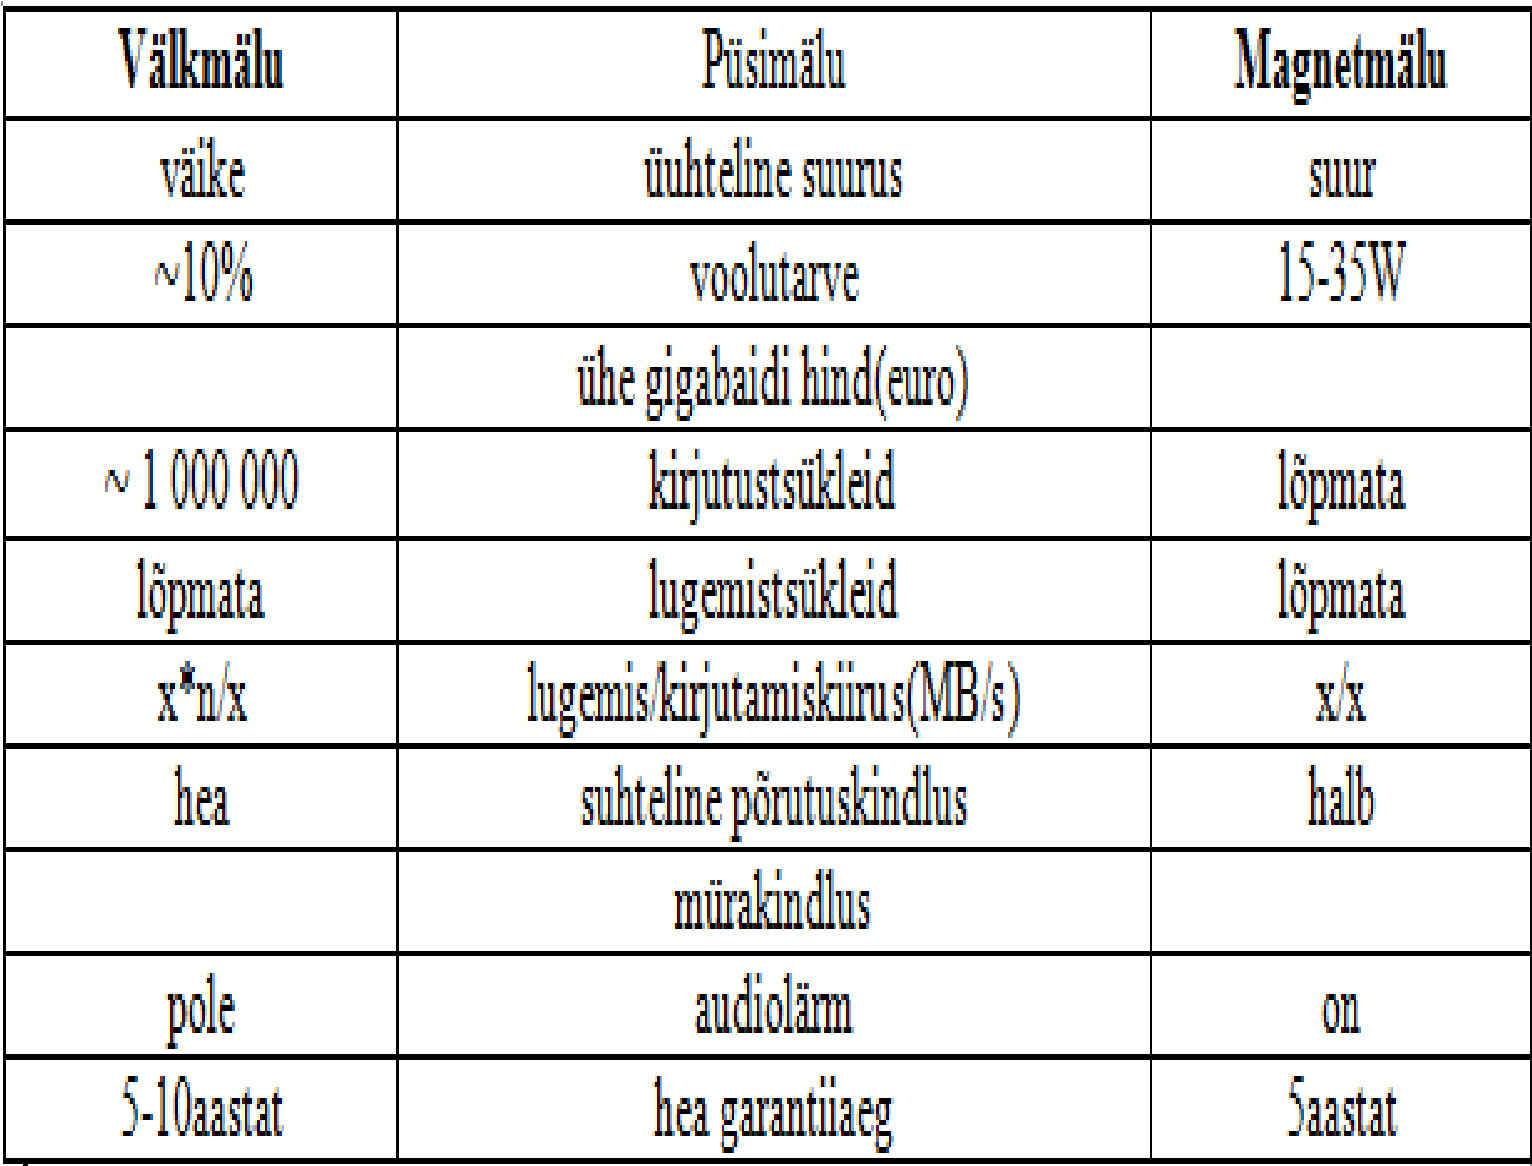 Välkmälu Püsimälu Magnetmälu
väike üuhteline suurus suur
~10% voolutarve 15-35W
ühe gigabaidi hind(euro)
~ 1 000 000 kirjutustsükleid lõpmata
lõpmata lugemistsükleid lõpmata
x*n/x lugemis/kirjutamiskiirus(MB/s) x/x
hea suhteline põrutuskindlus halb
mürakindlus
pole audiolärm on
5-10aastat hea garantiiaeg 5aastat